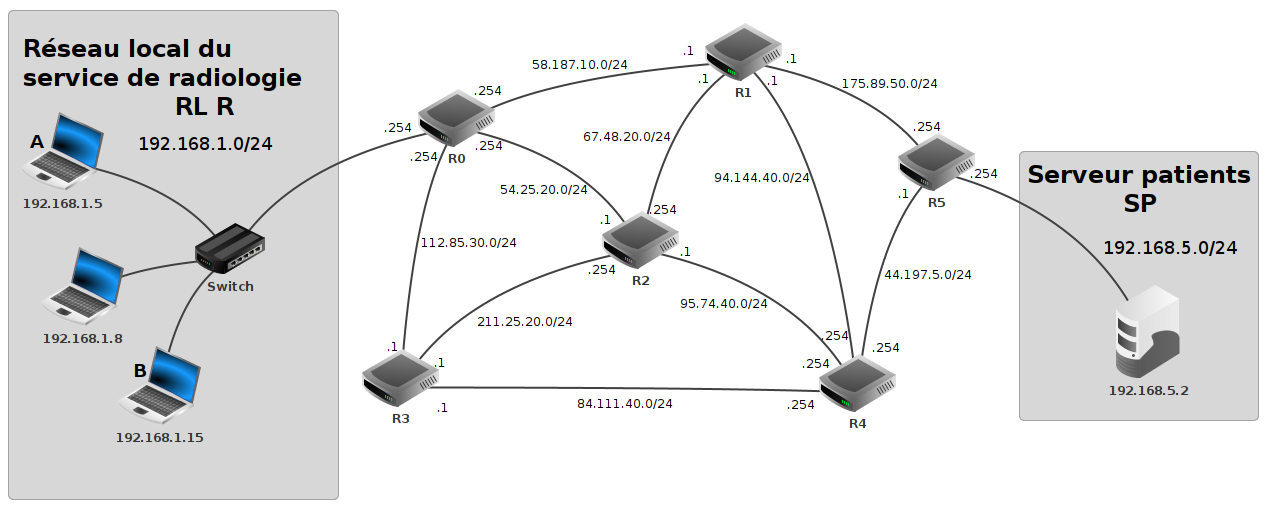 Réseau local du
service de radiologie
RL R
192.168.1.0/24
A
192.168.1.5
192.168.1.8
B
192.168.1.15
Switch
.254
.254
.254
.254
R0
58.187.10.0/24
.1
.1
.1
.1
R1
175.89.50.0/24
67.48.20.0/24
54.25.20.0/24
94.144.40.0/24
112.85.30.0/24
.1
.254
.1
.254
R2
211.25.20.0/24
95.74.40.0/24
.1
.1
.1
R3
84.111.40.0/24
.254
.254
.254
.254
R4
44.197.5.0/24
.254
.254
.1
R5
Serveur patients
SP
192.168.5.0/24
192.168.5.2